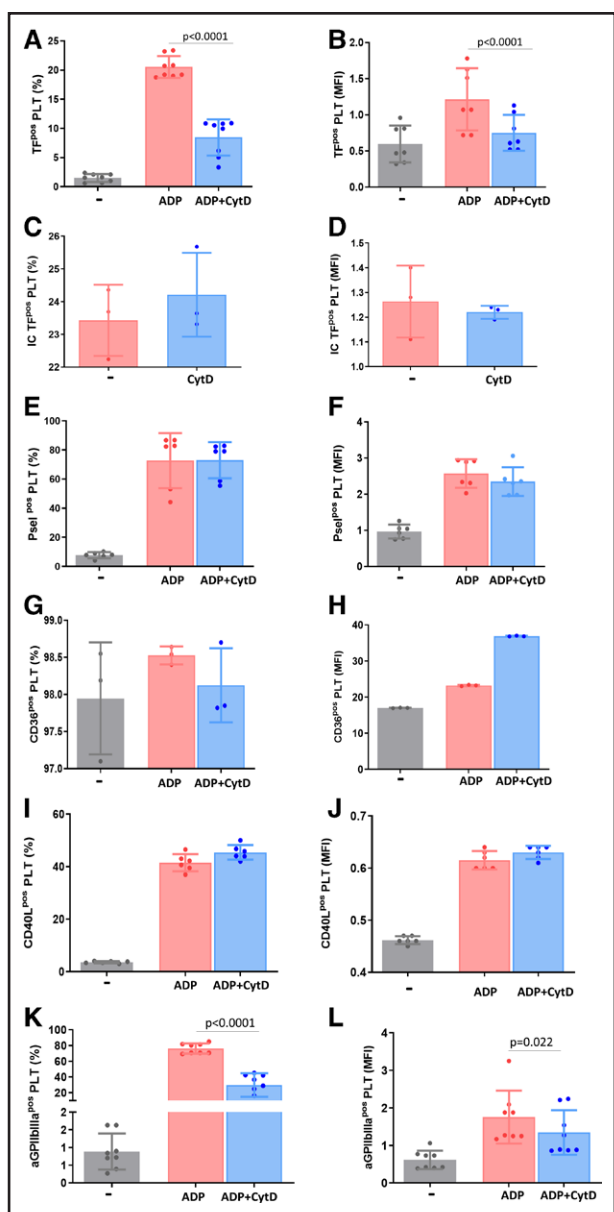 A
TFpos PLT (%)
25
20
15
10
5
0
p<0.0001
-
ADP
ADP+CytD
B
TFpos PLT (MFI)
2.0
1.5
1.0
0.5
0.0
p<0.0001
-
ADP
ADP+CytD
C
IC TFpos PLT (%)
26
25
24
23
22
-
CytD
D
IC TFpos PLT (MFI)
1.5
1.4
1.3
1.2
1.1
1.0
-
CytD
E
Pselpos PLT (%)
100
80
60
40
20
0
-
ADP
ADP+CytD
F
Pselpos PLT (MFI)
4
3
2
1
0
-
ADP
ADP+CytD
G
CD36pos PLT (%)
99.0
98.5
98.0
97.5
97.0
-
ADP
ADP+CytD
H
CD36pos PLT (MFI)
40
30
20
10
0
-
ADP
ADP+CytD
I
CD40Lpos PLT (%)
60
40
20
0
-
ADP
ADP+CytD
J
CD40Lpos PLT (MFI)
0.7
0.6
0.5
0.4
-
ADP
ADP+CytD
K
aGPIIbIIIapos PLT (%)
100
80
60
40
20
2
2
1
1
0
p<0.0001
-
ADP
ADP+CytD
L
aGPIIbIIIapos PLT (MFI)
4
3
2
1
0
p=0.022
-
ADP
ADP+CytD